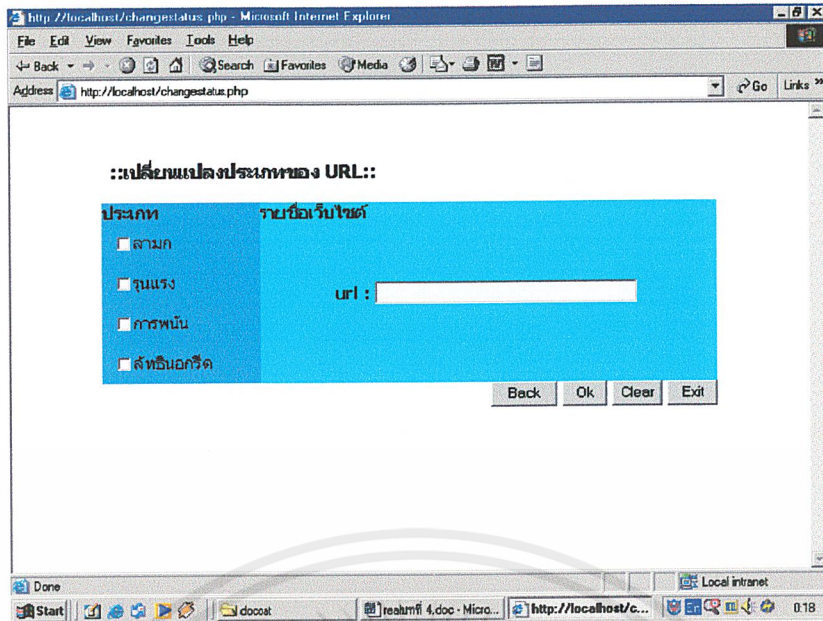 http://localhost/changestatus.php - Microsoft Internet Explorer
File Edit View Favorites Tools Help
Back Search Favorites Media
Address http://localhost/changestatus.php Go Links »
::เปลี่ยนแปลงประเภทของ URL::
ประเภท รายชื่อเว็บไซต์
ลามก
รุนแรง
url :
การพนัน
ลัทธินอกรีต
Back Ok Clear Exit
Done Local intranet
Start docoat 4.doc - Micro... http://localhost/c... En 0:18